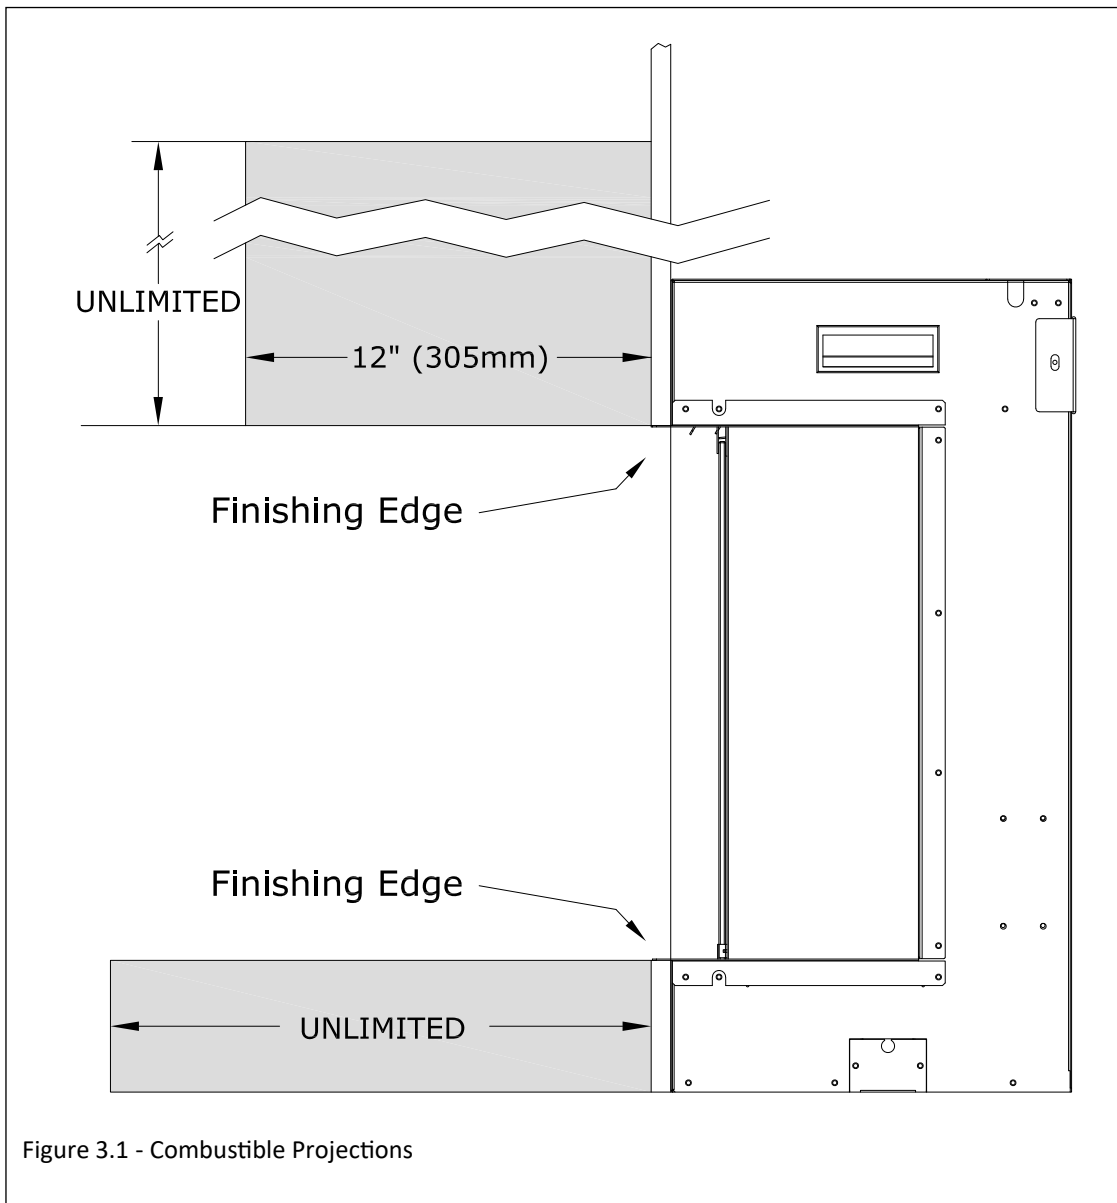 UNLIMITED
12" (305mm)
Finishing Edge
Finishing Edge
UNLIMITED
Figure 3.1 - Combustible Projections